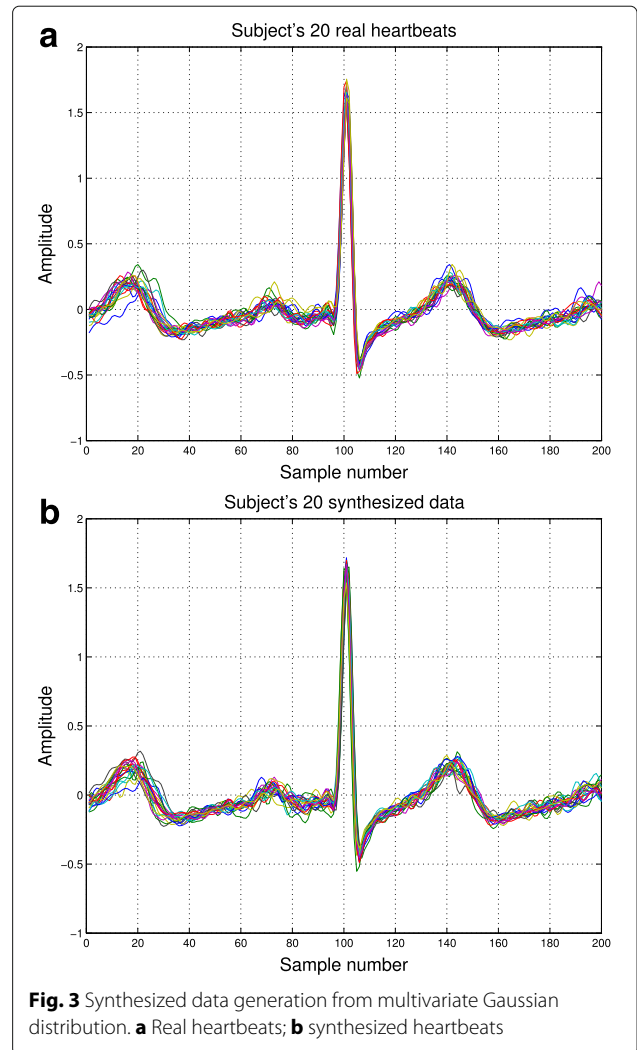 a
Subject's 20 real heartbeats
2
1.5
1
0.5
0
−0.5
−1
Amplitude
0 20 40 60 80 100 120 140 160 180 200
Sample number
b
Subject's 20 synthesized data
2
1.5
1
0.5
0
−0.5
−1
Amplitude
0 20 40 60 80 100 120 140 160 180 200
Sample number
Fig. 3 Synthesized data generation from multivariate Gaussian
distribution. a Real heartbeats; b synthesized heartbeats